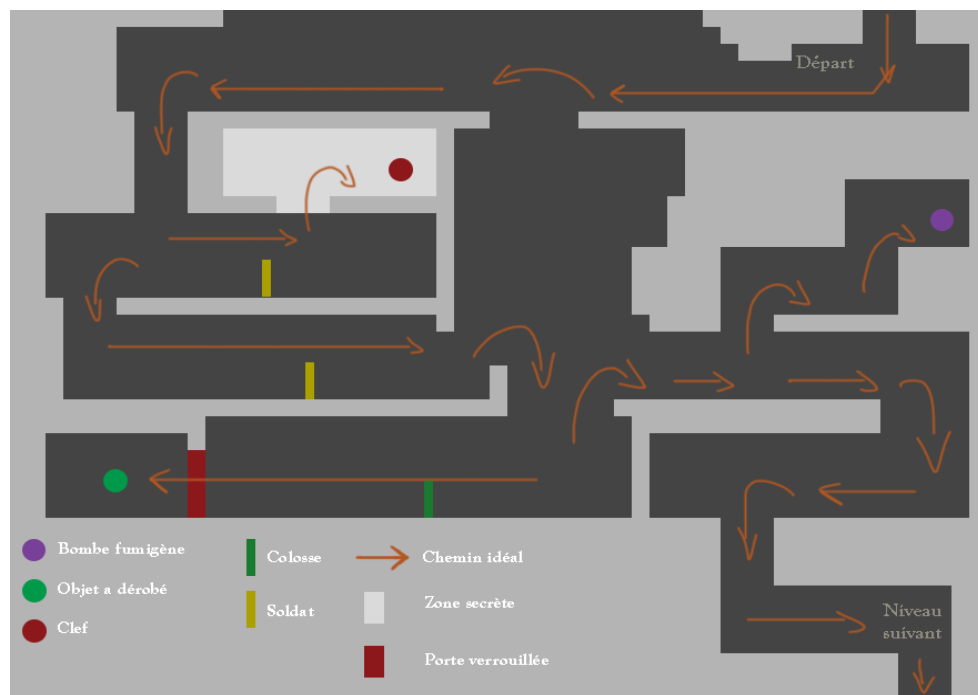 Départ
Bombe fumigène
Objet a dérobé
Clef
Colosse
Soldat
Chemin idéal
Zone secrète
Porte verrouillée
Niveau
suivant